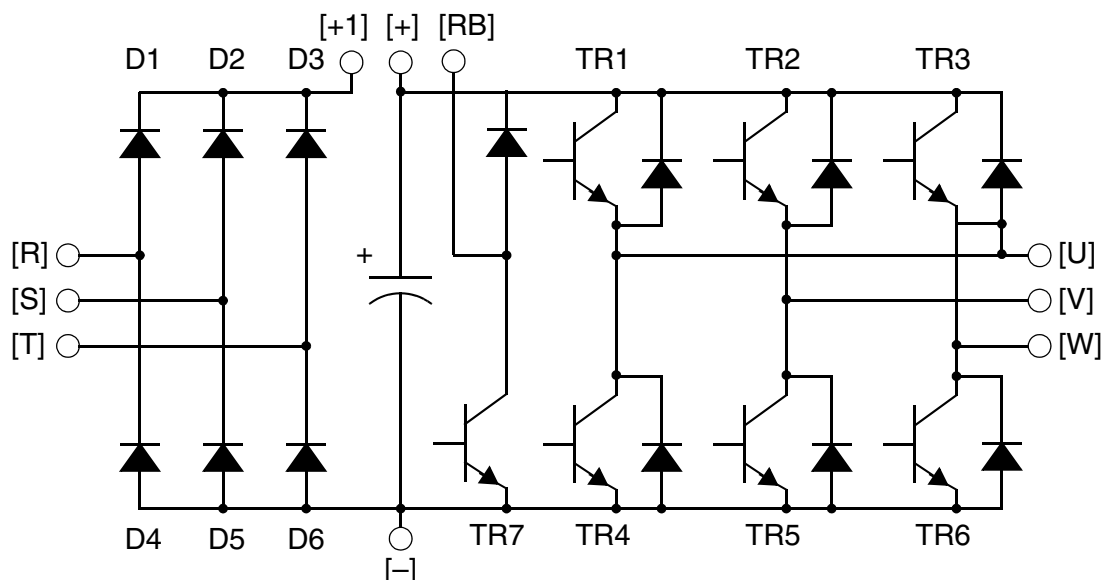 [+1] [+] [RB]
D1 D2 D3 TR1 TR2 TR3
[R] + [U]
[S] [V]
[T] [W]
D4 D5 D6 TR7 TR4 TR5 TR6
[–]